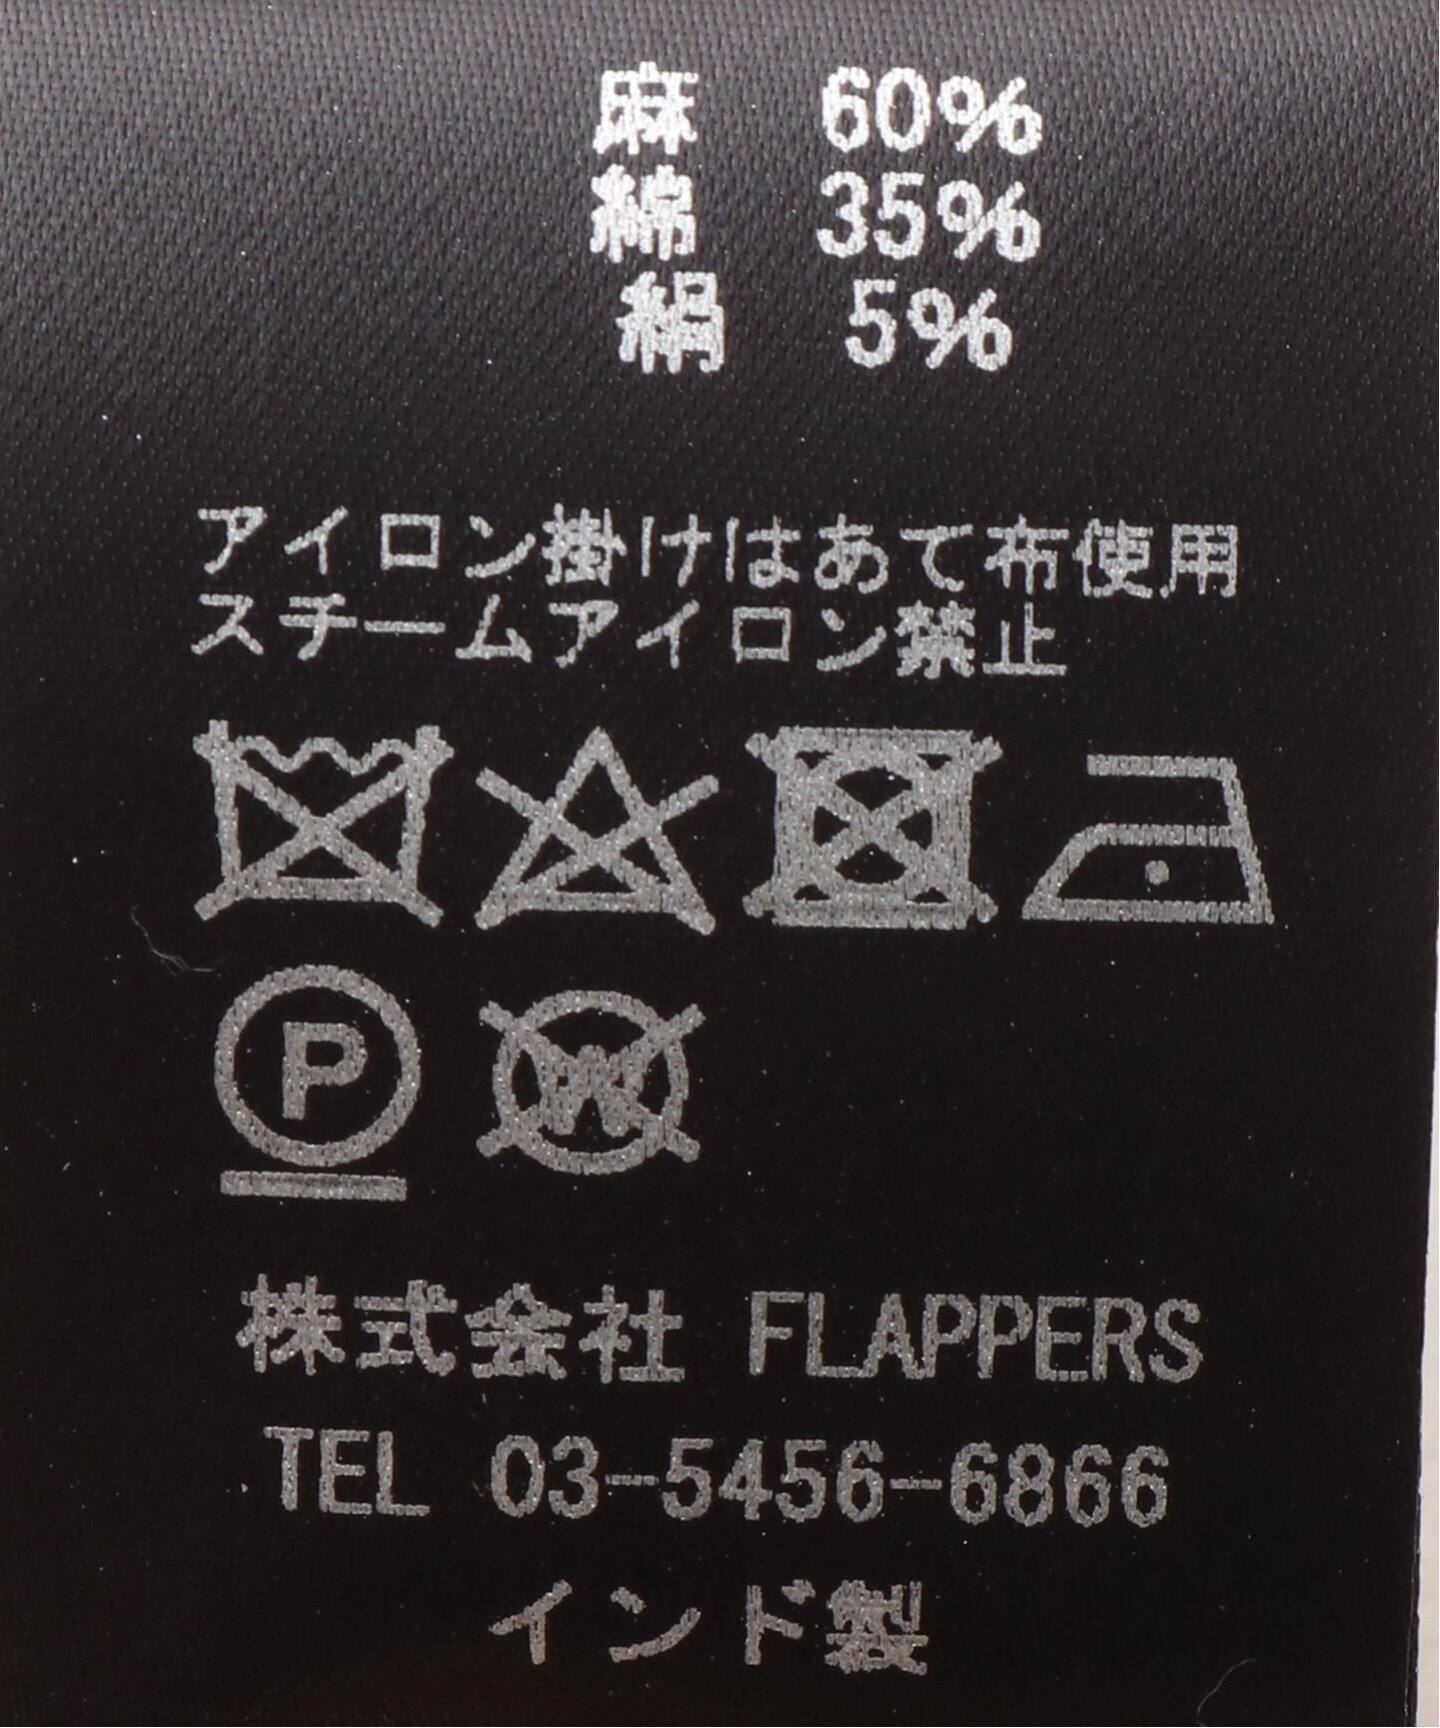 麻 60%
綿 35%
絹 5%
アイロン掛けはあて布使用
スチームアイロン禁止
P
W
株式会社 FLAPPERS
TEL 03-5456-6866
インド製